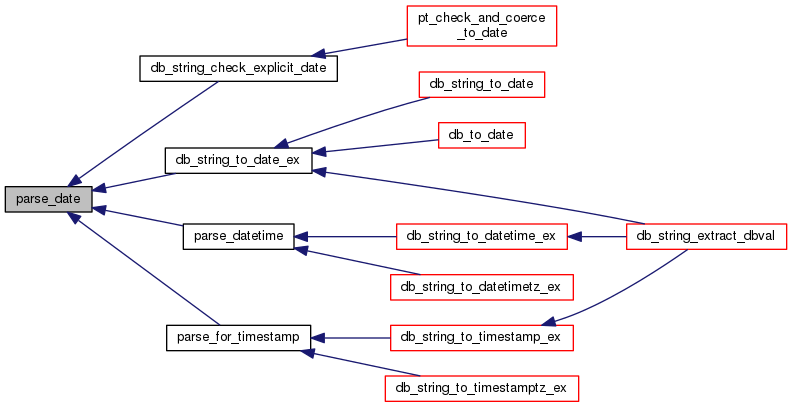 pt_check_and_coerce
_to_date
db_string_check_explicit_date
db_string_to_date
db_to_date
db_string_to_date_ex
parse_date
parse_datetime
db_string_to_datetime_ex
db_string_extract_dbval
db_string_to_datetimetz_ex
parse_for_timestamp
db_string_to_timestamp_ex
db_string_to_timestamptz_ex